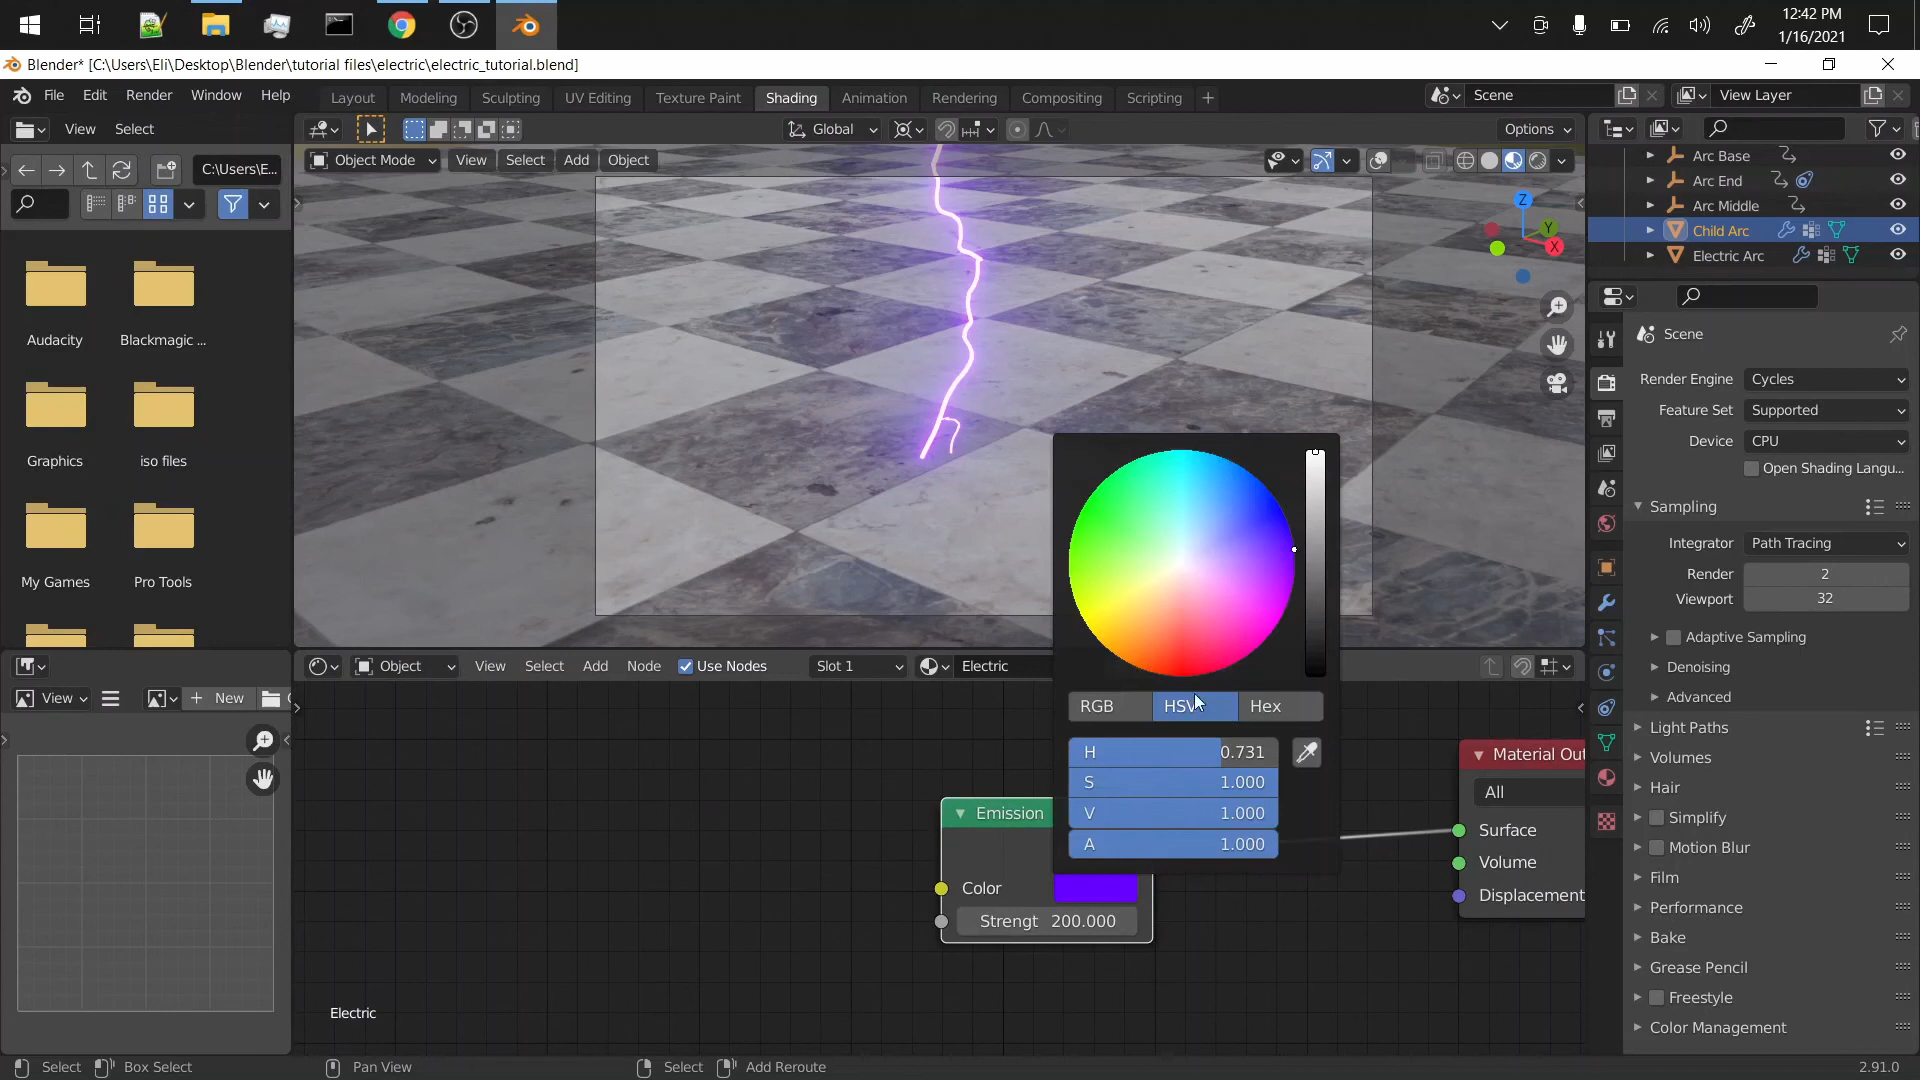 12:42 PM
1/16/2021
Blender* [C:\Users\Eli\Desktop\Blender\tutorial files\electric\electric_tutorial.blend]
File Edit Render Window Help
Layout Modeling Sculpting UV Editing Texture Paint Shading Animation Rendering Compositing Scripting
Scene View Layer
View Select
Global
Options
C:\Users\E...
Object Mode View Select Add Object
Z
Y
X
Arc Base
Arc End
Arc Middle
Child Arc
Electric Arc
Audacity Blackmagic ...
Graphics iso files
My Games Pro Tools
Scene
Render Engine Cycles
Feature Set Supported
Device CPU
Open Shading Langu...
Sampling
Integrator Path Tracing
Render 2
Viewport 32
Adaptive Sampling
Denoising
Advanced
Light Paths
Volumes
Hair
Simplify
Motion Blur
Film
Performance
Bake
Grease Pencil
Freestyle
Color Management
Object View Select Add Node Use Nodes Slot 1 Electric
View New
RGB HSV Hex
H 0.731
S 1.000
V 1.000
A 1.000
Emission
Color
Strengt 200.000
Material Out
All
Surface
Volume
Displacement
Electric
Select Box Select Pan View Select Add Reroute 2.91.0